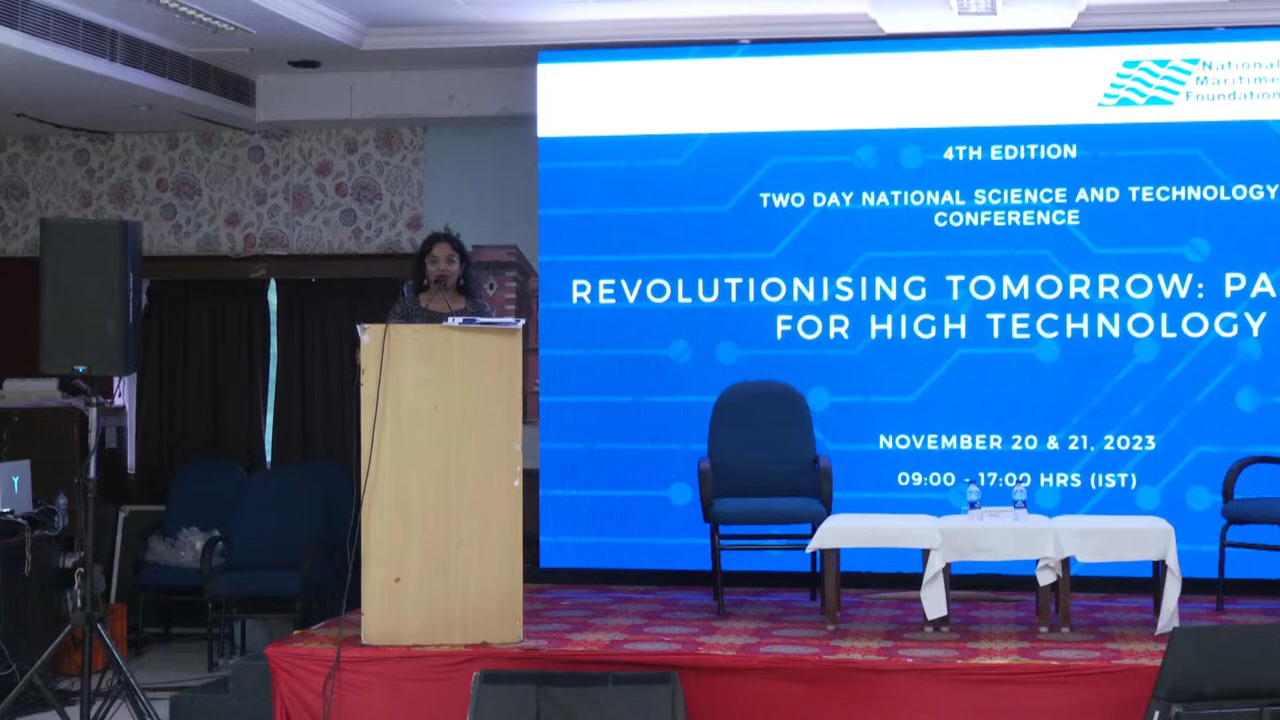 National
Maritime
Foundation
4TH EDITION
TWO DAY NATIONAL SCIENCE AND TECHNOLOGY
CONFERENCE
REVOLUTIONISING TOMORROW: PA
FOR HIGH TECHNOLOGY
NOVEMBER 20 & 21, 2023
09:00 - 17:00 HRS (IST)